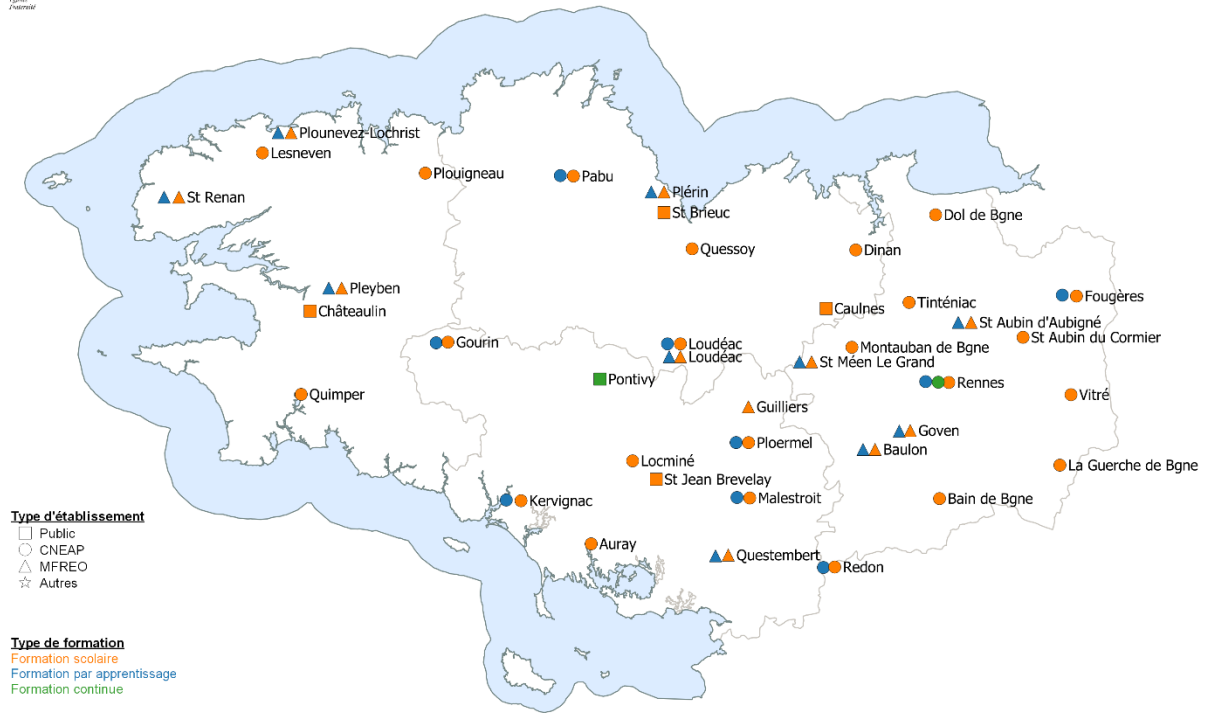 Fraternité
Plounevez-Lochrist
Lesneven
Plouigneau
Pabu
St Renan
Plérin
St Brieuc
Dol de Bgne
Quessoy
Dinan
Pleyben
Châteaulin
Caulnes
Tinténiac
Fougères
St Aubin d'Aubigné
St Aubin du Cormier
Gourin
Loudéac
Loudéac
Montauban de Bgne
St Méen Le Grand
Pontivy
Rennes
Quimper
Vitré
Guilliers
Goven
Ploermel
Baulon
Locminé
La Guerche de Bgne
St Jean Brevelay
Kervignac
Malestroit
Bain de Bgne
Auray
Questembert
Redon
Type d'établissement
Public
CNEAP
MFREO
Autres
Type de formation
Formation scolaire
Formation par apprentissage
Formation continue